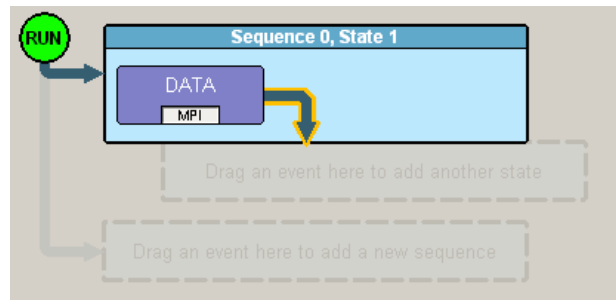 RUN
Sequence 0, State 1
DATA
MPI
Drag an event here to add another state
Drag an event here to add a new sequence